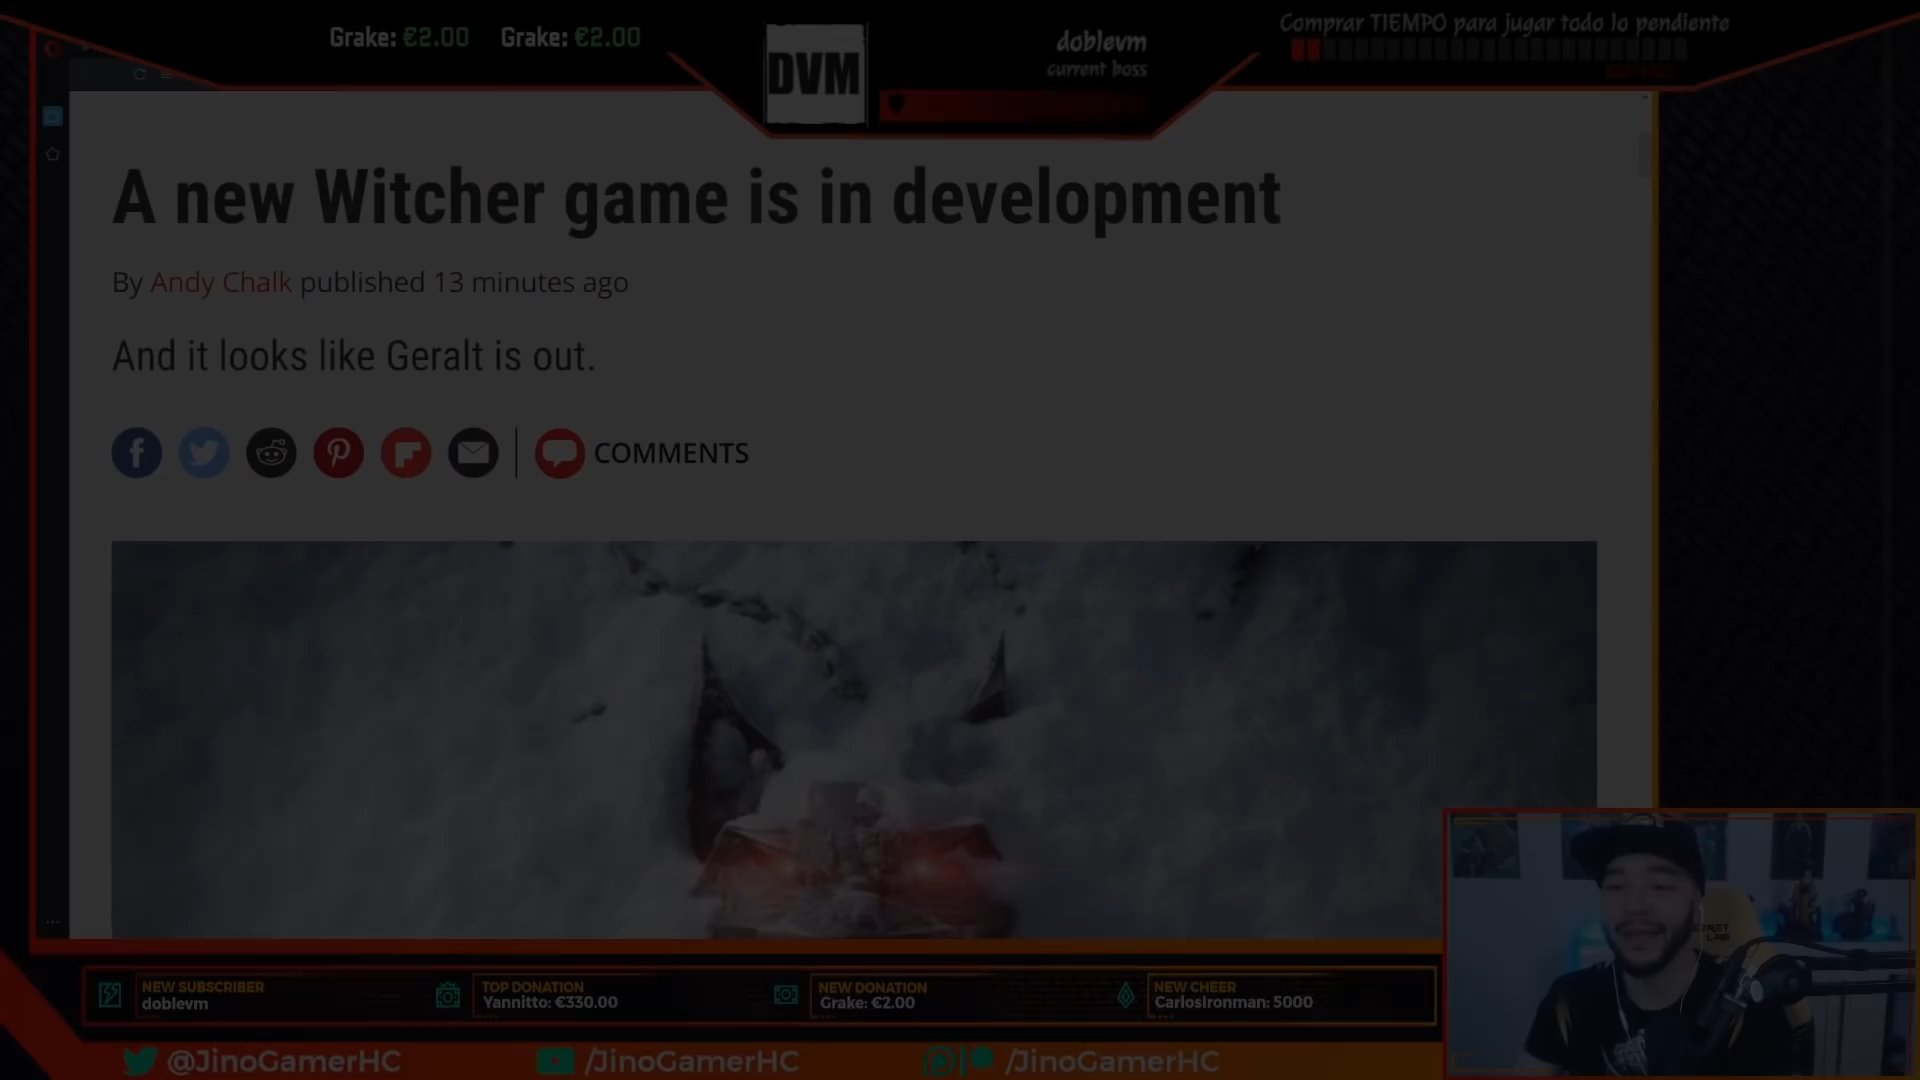 Grake: €2.00 Grake: €2.00
DVM
doblevm
current boss
Comprar TIEMPO para jugar todo lo pendiente
A new Witcher game is in development
By Andy Chalk published 13 minutes ago
And it looks like Geralt is out.
COMMENTS
NEW SUBSCRIBER
doblevm
TOP DONATION
Yannitto: €330.00
NEW DONATION
Grake: €2.00
NEW CHEER
CarlosIronman: 5000
@JinoGamerHC
/JinoGamerHC
/JinoGamerHC